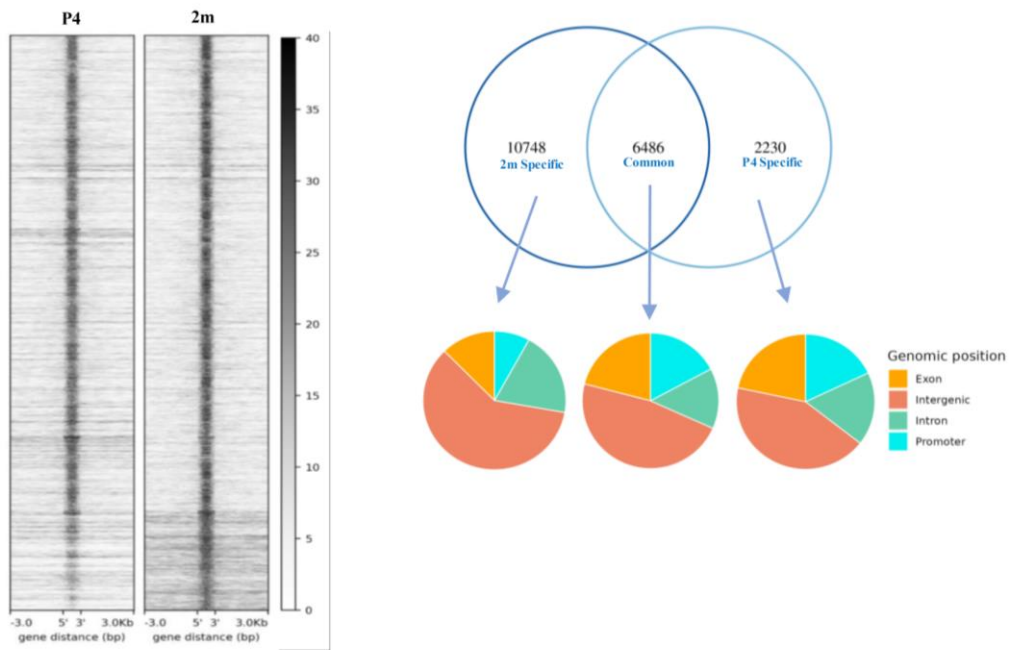 P4 2m
40
35
30
25
20
15
10
5
0
-3.0 5' 3' 3.0Kb
gene distance (bp)
-3.0 5' 3' 3.0Kb
gene distance (bp)
10748
2m Specific
6486
Common
2230
P4 Specific
Genomic position
Exon
Intergenic
Intron
Promoter